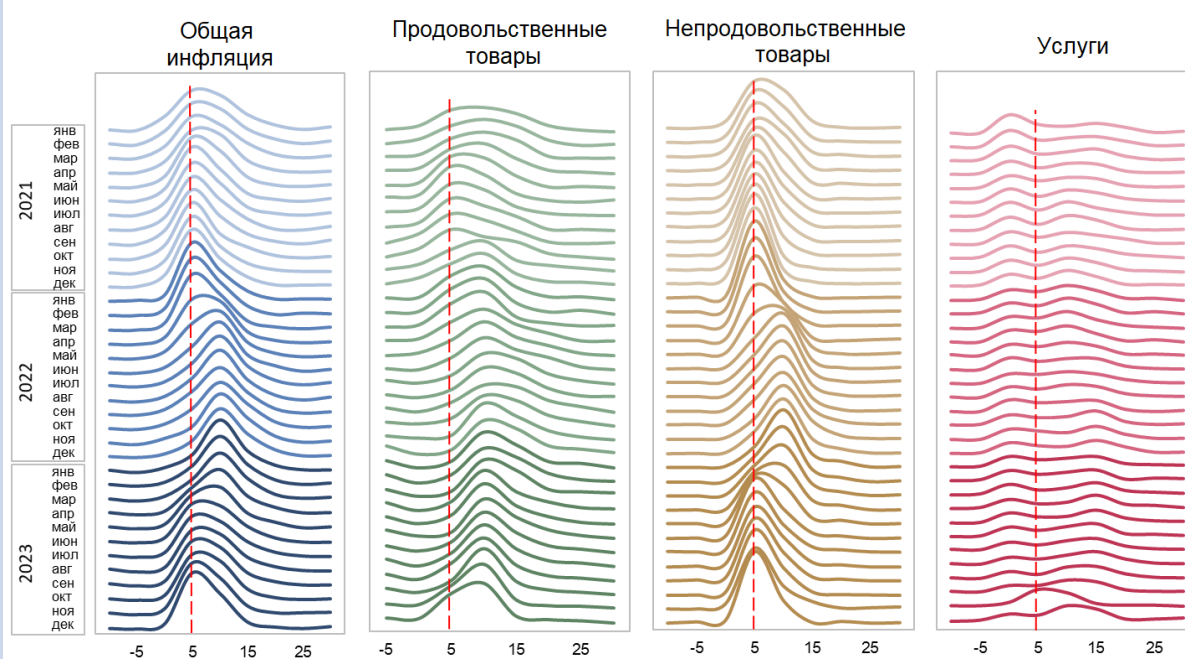 Общая
инфляция
Продовольственные
товары
Непродовольственные
товары
Услуги
2021
янв
фев
мар
апр
май
июн
июл
авг
сен
окт
ноя
дек
2022
янв
фев
мар
апр
май
июн
июл
авг
сен
окт
ноя
дек
2023
янв
фев
мар
апр
май
июн
июл
авг
сен
окт
ноя
дек
-5 5 15 25
-5 5 15 25
-5 5 15 25
-5 5 15 25